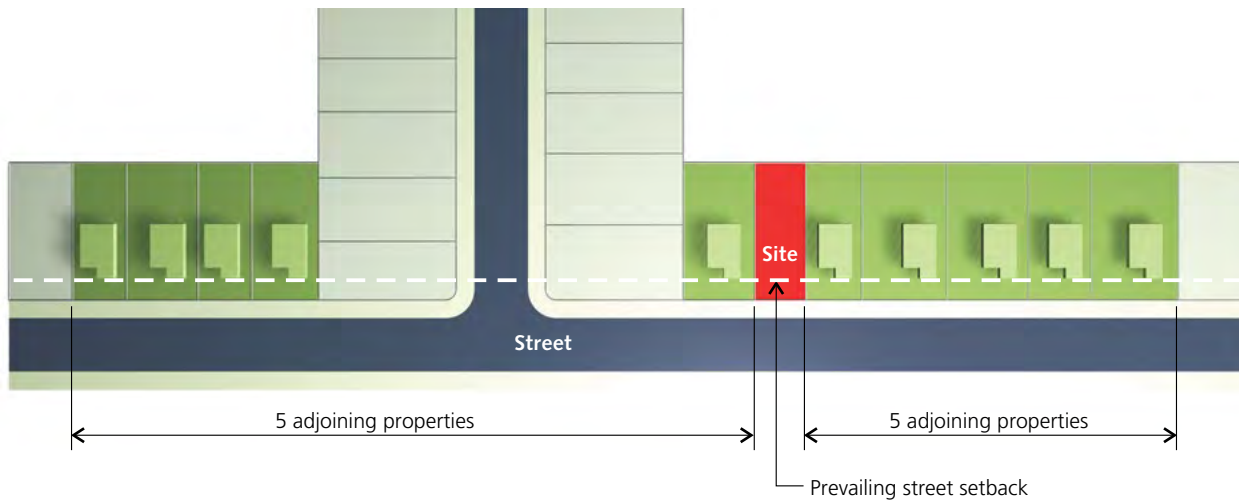 Site
Street
5 adjoining properties
5 adjoining properties
Prevailing street setback